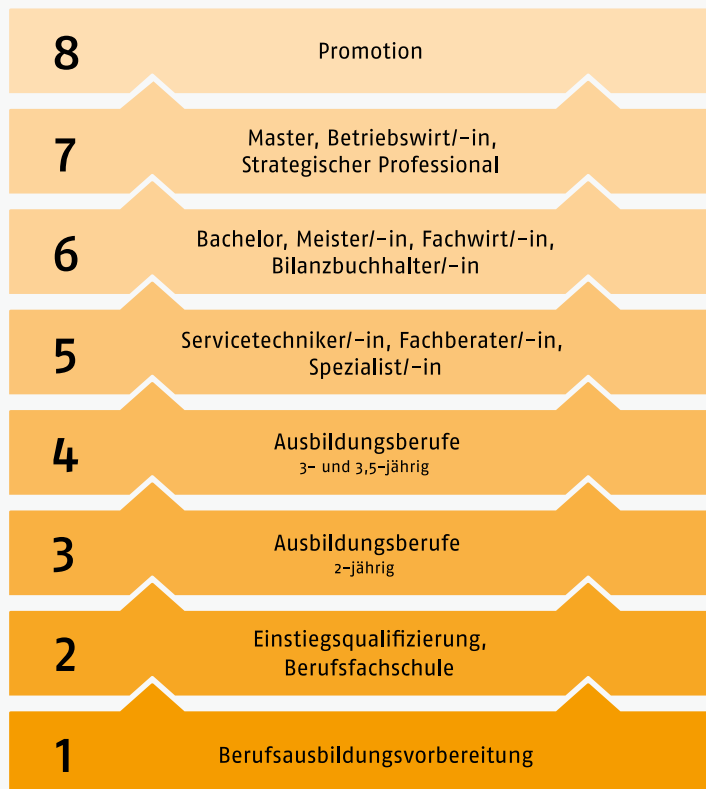 8
Promotion
7
Master, Betriebswirt/-in,
Strategischer Professional
6
Bachelor, Meister/-in, Fachwirt/-in,
Bilanzbuchhalter/-in
5
Servicetechniker/-in, Fachberater/-in,
Spezialist/-in
4
Ausbildungsberufe
3- und 3,5-jährig
3
Ausbildungsberufe
2-jährig
2
Einstiegsqualifizierung,
Berufsfachschule
1
Berufsausbildungsvorbereitung